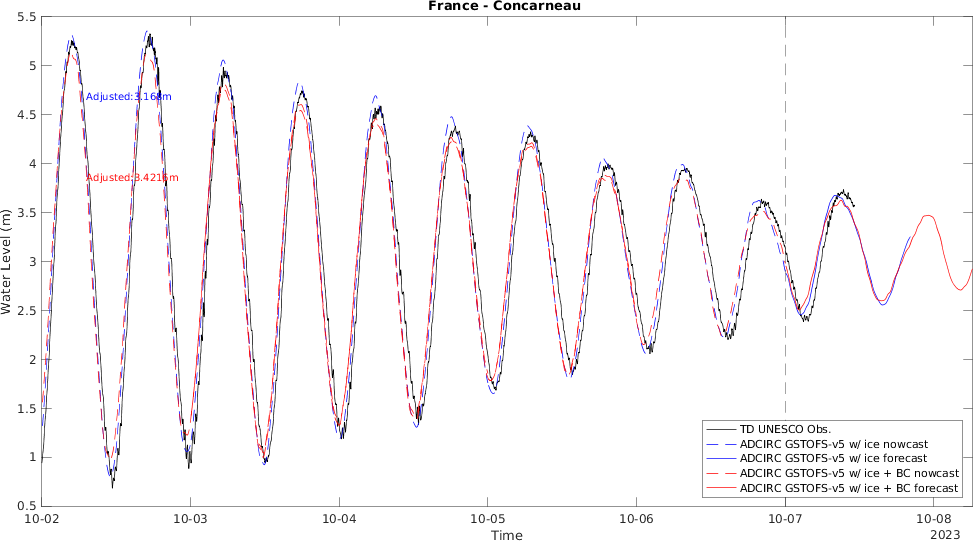 France - Concarneau
5.5
5
4.5
4
3.5
3
2.5
2
1.5
1
0.5
Water Level (m)
Adjusted:3.168m
Adjusted:3.421m
TD UNESCO Obs.
ADCIRC GSTOFS-v5 w/ ice nowcast
ADCIRC GSTOFS-v5 w/ ice forecast
ADCIRC GSTOFS-v5 w/ ice + BC nowcast
ADCIRC GSTOFS-v5 w/ ice + BC forecast
10-02 10-03 10-04 10-05 10-06 10-07 10-08
Time
2023